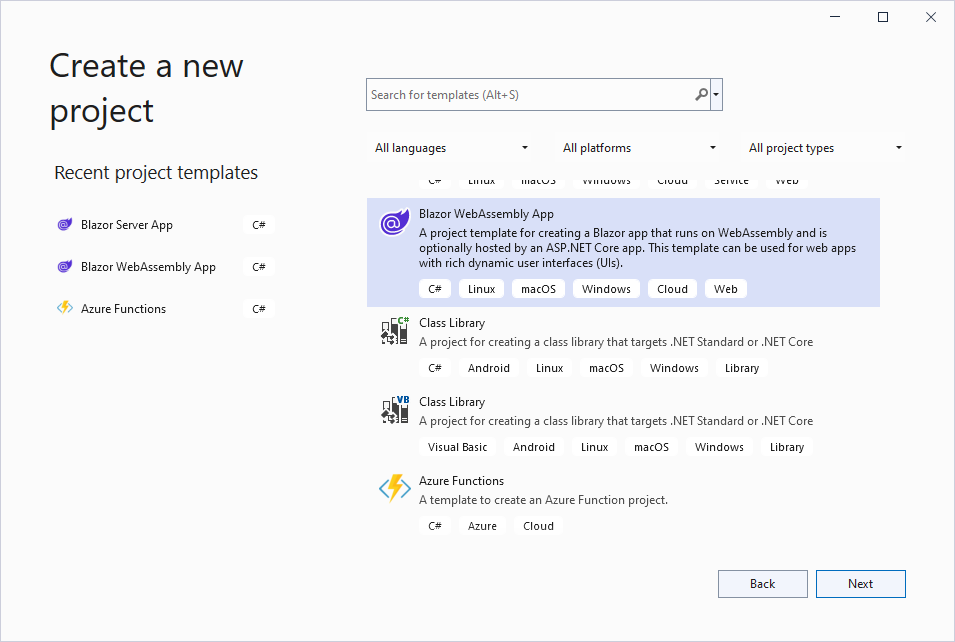 Create a new
project
Recent project templates
Blazor Server App C#
Blazor WebAssembly App C#
Azure Functions C#
Search for templates (Alt+S)
All languages All platforms All project types
C# Linux macOS Windows Cloud Service Web
Blazor WebAssembly App
A project template for creating a Blazor app that runs on WebAssembly and is
optionally hosted by an ASP.NET Core app. This template can be used for web apps
with rich dynamic user interfaces (UIs).
C# Linux macOS Windows Cloud Web
C#
Class Library
A project for creating a class library that targets .NET Standard or .NET Core
C# Android Linux macOS Windows Library
VB
Class Library
A project for creating a class library that targets .NET Standard or .NET Core
Visual Basic Android Linux macOS Windows Library
Azure Functions
A template to create an Azure Function project.
C# Azure Cloud
Back Next